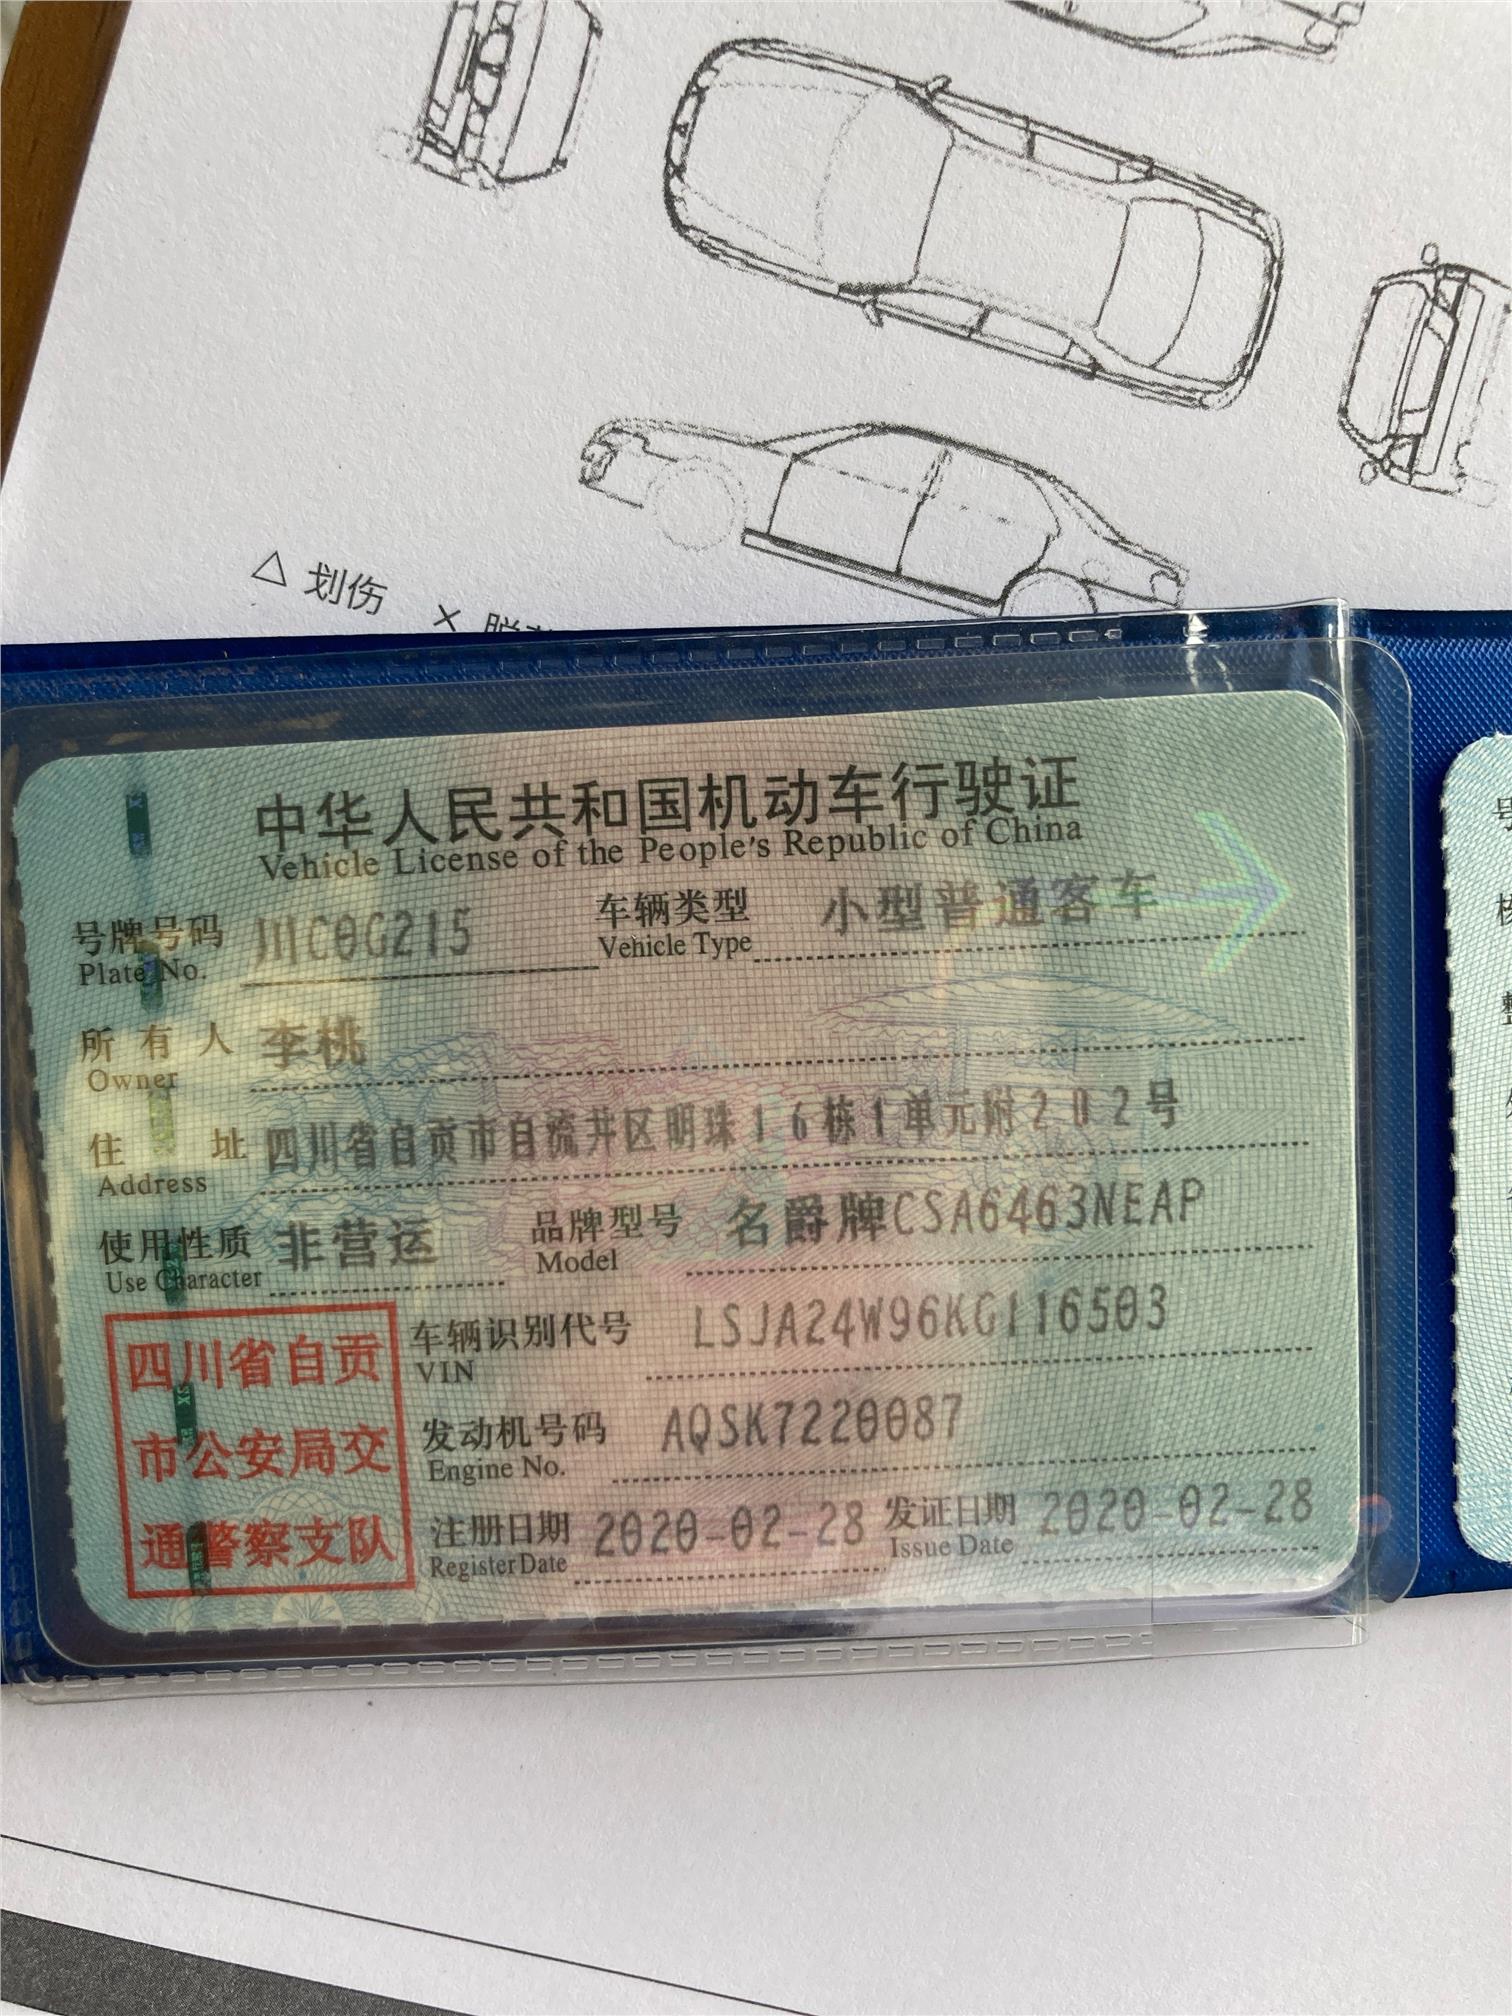 △ 划伤 ×
中华人民共和国机动车行驶证
Vehicle License of the People's Republic of China
号牌号码 川C0G215 车辆类型 小型普通客车
Plate No. Vehicle Type
所有人 李桃
Owner
住址 四川省自贡市自流井区明珠16栋1单元附202号
Address
使用性质 非营运 品牌型号 名爵牌CSA6463NEAP
Use Character Model
四川省自贡
市公安局交
通警察支队
车辆识别代号 LSJA24W96KG116503
VIN
发动机号码 AQSK7220087
Engine No.
注册日期 2020-02-28 发证日期 2020-02-28
Register Date Issue Date